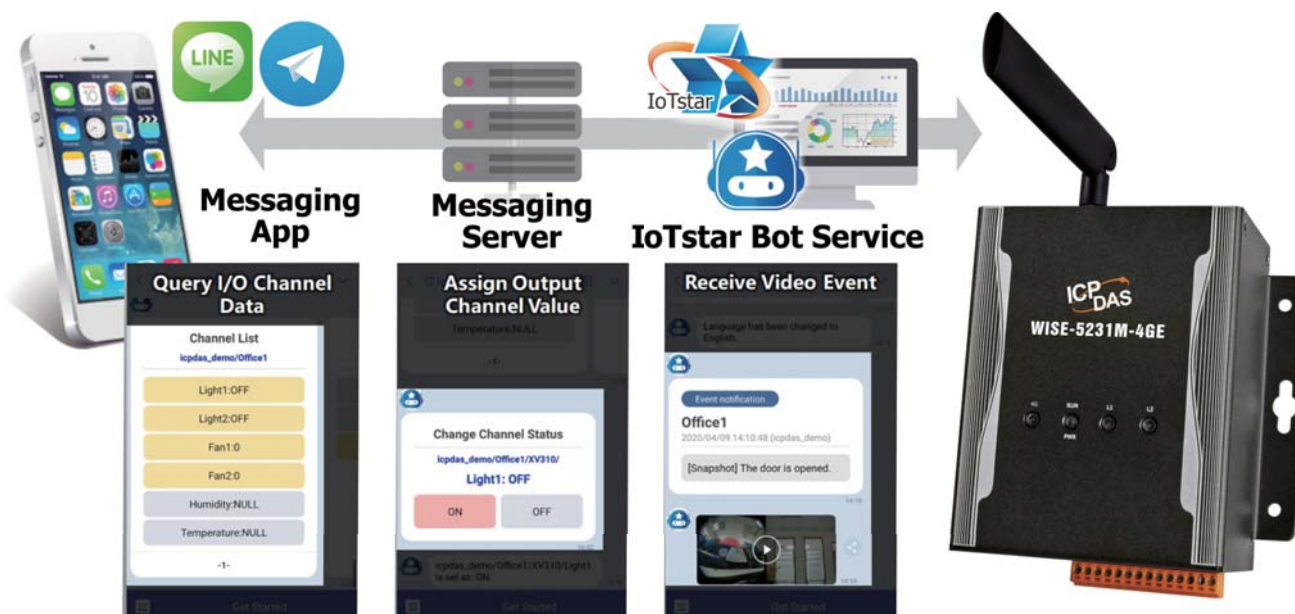 LINE
IoTstar
Messaging
App
Messaging
Server
IoTstar Bot Service
Query I/O Channel
Data
Channel List
icpdas_demo/Office1
Light1:OFF
Light2:OFF
Fan1:0
Fan2:0
Humidity:NULL
Temperature:NULL
-1-
Assign Output
Channel Value
Temperature:NULL
-1-
Change Channel Status
icpdas_demo/Office1/XV310/
Light1: OFF
ON
OFF
icpdas_demo/Office1/XV310/Light1
is set as: ON
Get Started
Receive Video Event
Language has been changed to
English
Event notification
Office1
2020/04/09 14:10:48 (icpdas_demo)
[Snapshot] The door is opened.
Get Started
ICP
DAS
WISE-5231M-4GE
4G
RUN
L1
L2
PWR